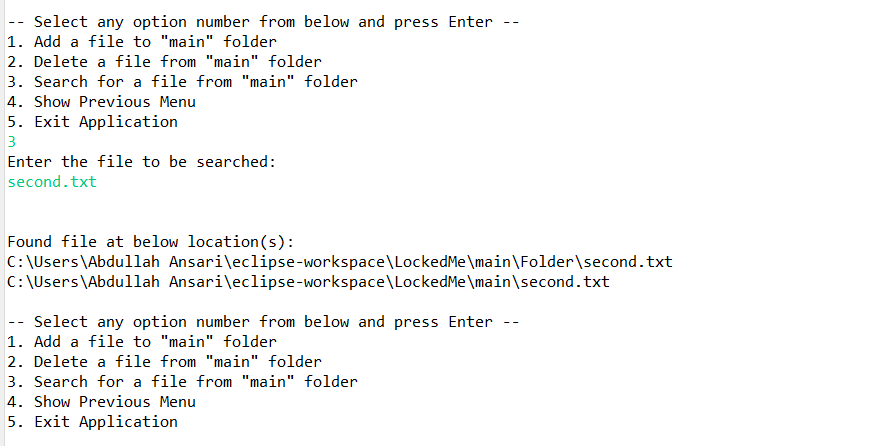 -- Select any option number from below and press Enter --
1. Add a file to "main" folder
2. Delete a file from "main" folder
3. Search for a file from "main" folder
4. Show Previous Menu
5. Exit Application
3
Enter the file to be searched:
second.txt
Found file at below location(s):
C:\Users\Abdullah Ansari\eclipse-workspace\LockedMe\main\Folder\second.txt
C:\Users\Abdullah Ansari\eclipse-workspace\LockedMe\main\second.txt
-- Select any option number from below and press Enter --
1. Add a file to "main" folder
2. Delete a file from "main" folder
3. Search for a file from "main" folder
4. Show Previous Menu
5. Exit Application